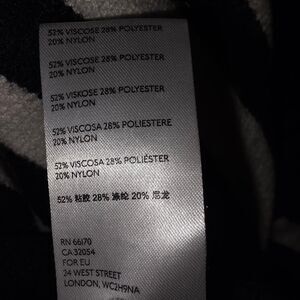 52% VISCOSE 28% POLYESTER
20% NYLON
52% VISCOSE 28% POLYESTER
20% NYLON
52% VISKOSE 28% POLYESTER
20% NYLON
52% VISCOSA 28% POLIESTERE
20% NYLON
52% VISCOSA 28% POLIÉSTER
20% NYLON
52% 粘胶 28% 涤纶 20% 尼龙
RN 66170
CA 32054
FOR EU
24 WEST STREET
LONDON, WC2H9NA